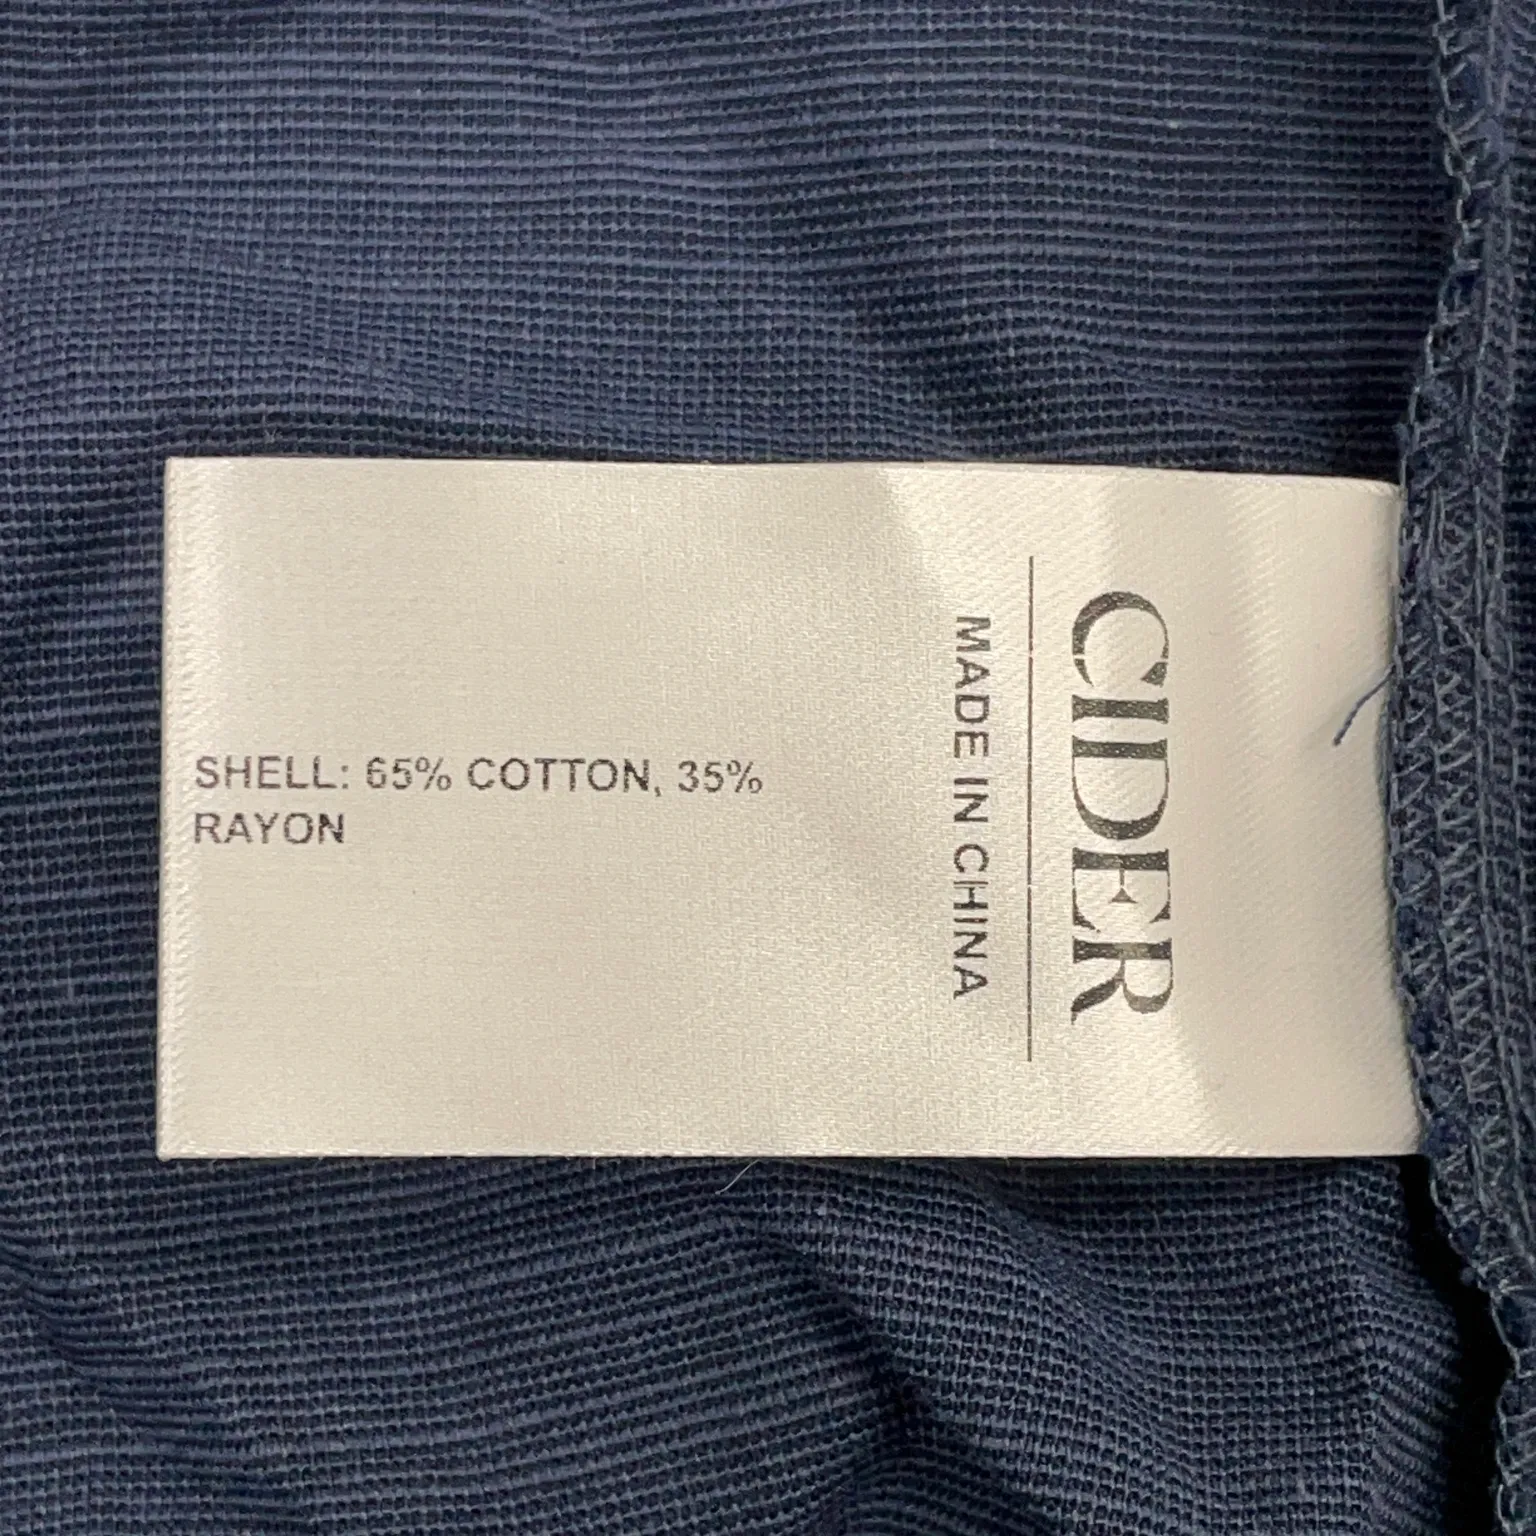 CIDER
MADE IN CHINA
SHELL: 65% COTTON, 35%
RAYON